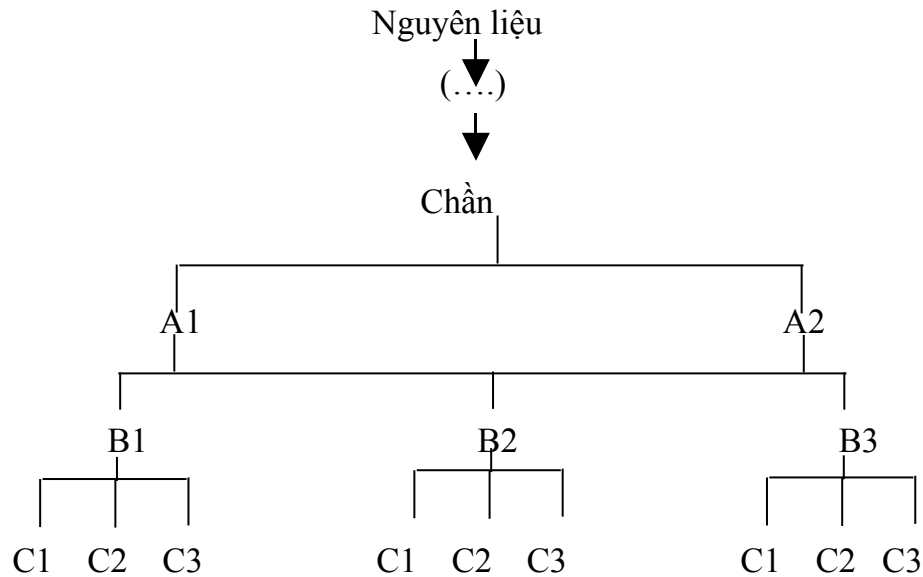 Nguyên liệu
(….)
Chần
A1 A2
B1 B2 B3
C1 C2 C3 C1 C2 C3 C1 C2 C3